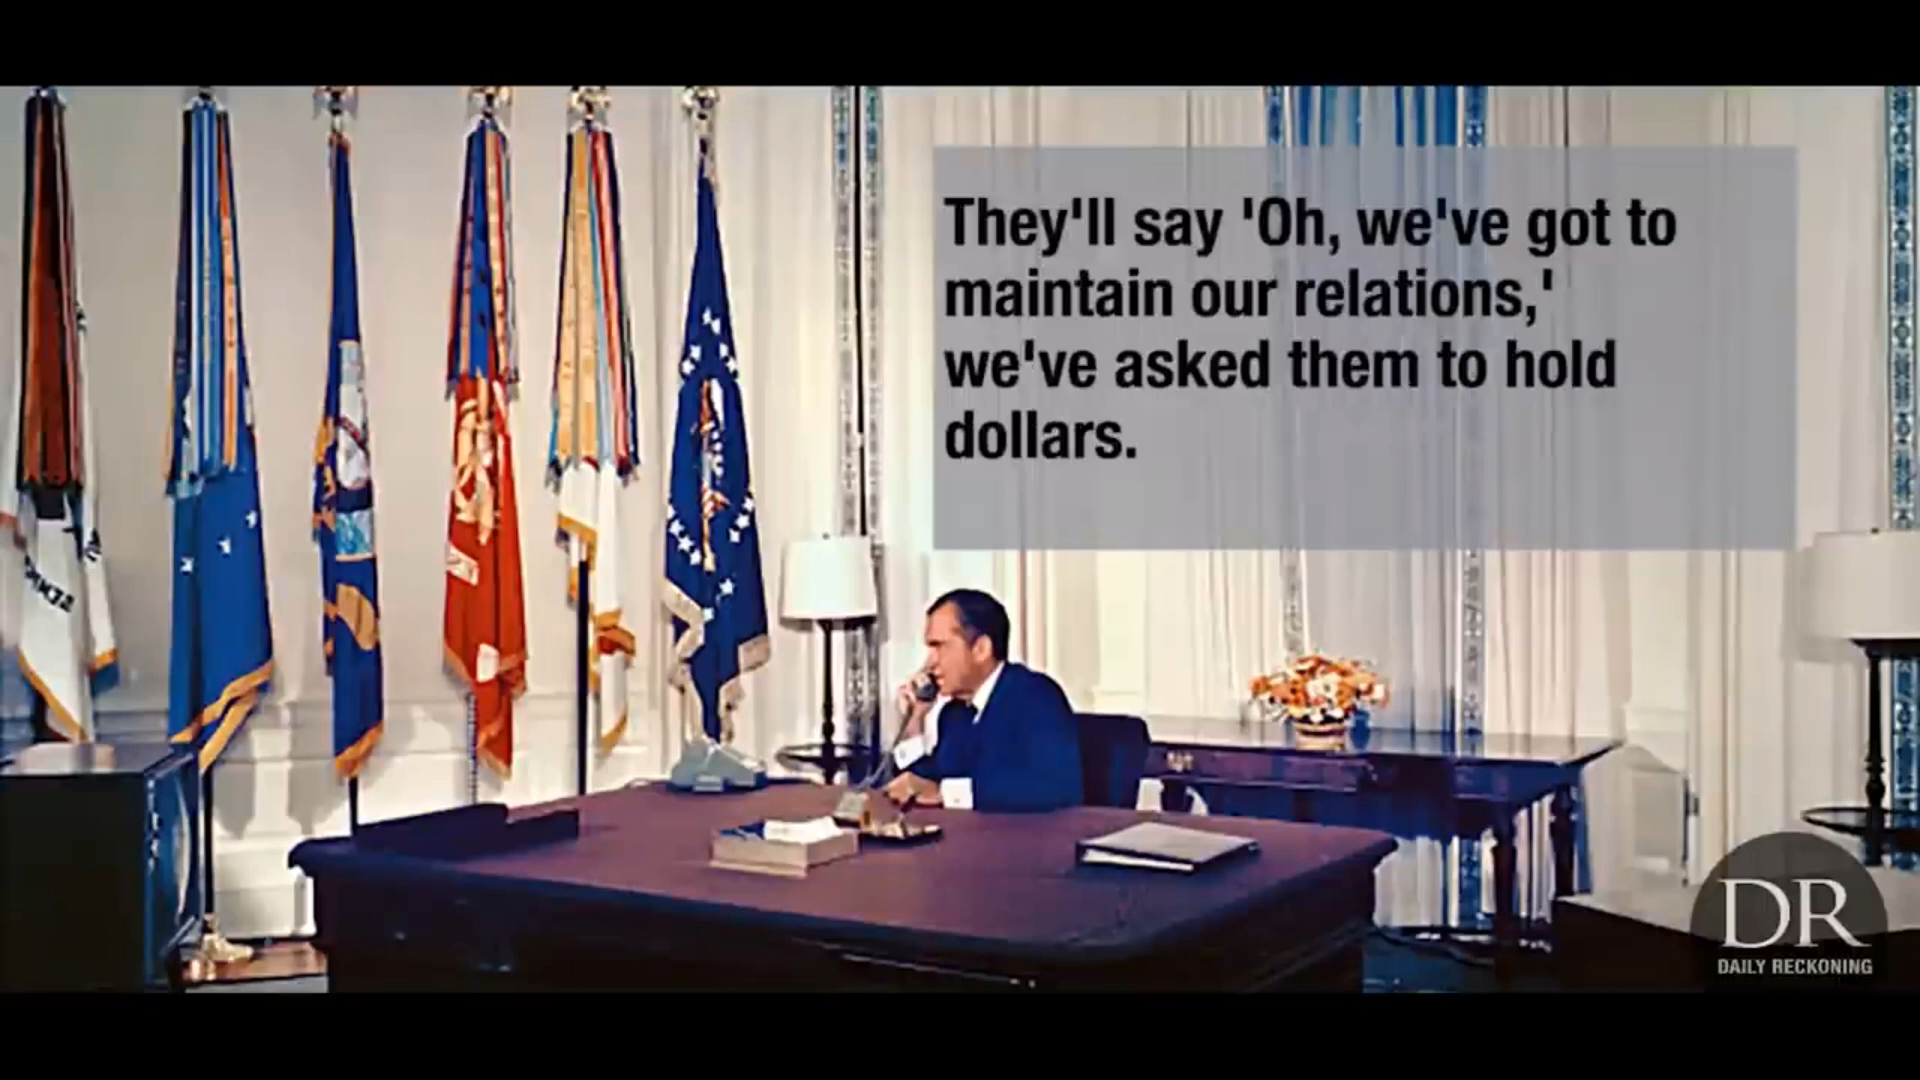 They'll say 'Oh, we've got to
maintain our relations,'
we've asked them to hold
dollars.
DR
DAILY RECKONING